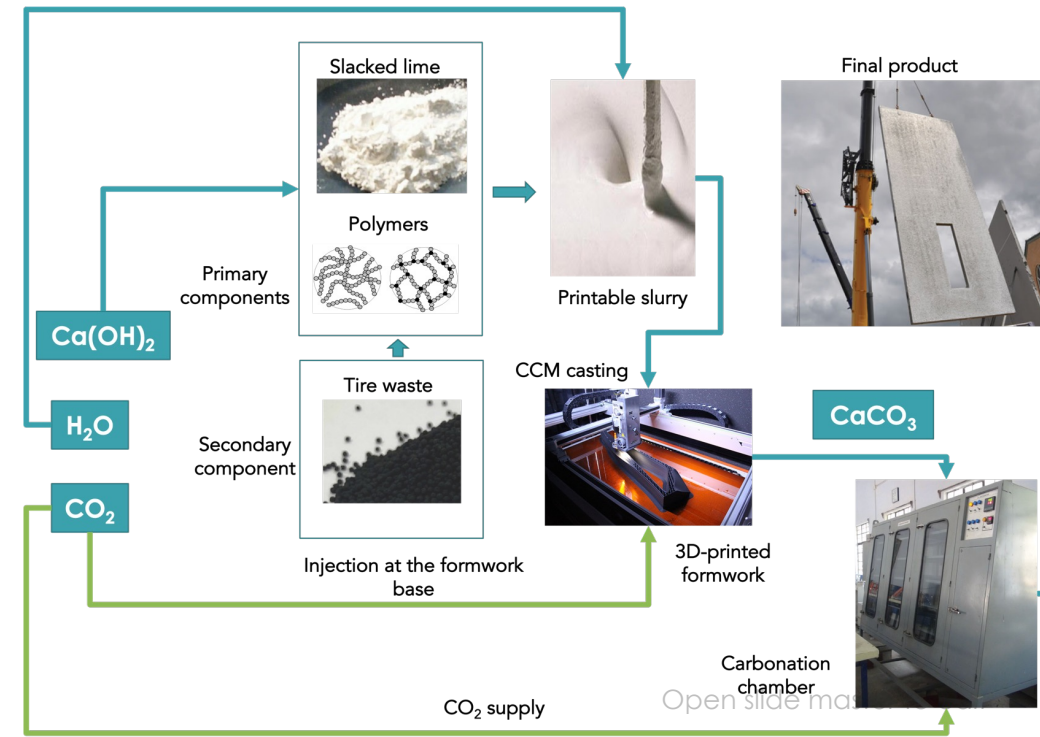 Slacked lime
Final product
Polymers
Primary
components
Printable slurry
Ca(OH)₂
CCM casting
Tire waste
CaCO₃
H₂O
Secondary
component
CO₂
Injection at the formwork
base
3D-printed
formwork
Carbonation
chamber
Open slide mas
CO₂ supply